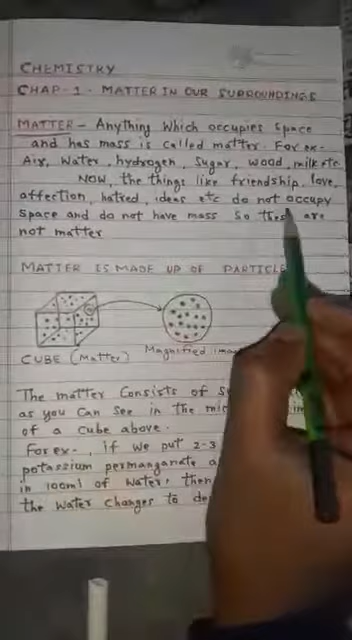 CHEMISTRY
CHAP-1- MATTER IN OUR SURROUNDINGS
MATTER- Anything which occupies space
and has mass is called matter. For ex-
Air, Water, hydrogen, Sugar, Wood, milk etc
NOW, the things like friendship, love,
affection, hatred, ideas etc do not occupy
space and do not have mass so these are
not matter
MATTER IS MADE UP OF PARTICLE
CUBE (Matter) Magnified
The matter Consists of
as you can see in the
of a cube above.
For ex-, if we put 2-3
potassium permanganate
in 100ml of water, then
the water changes to